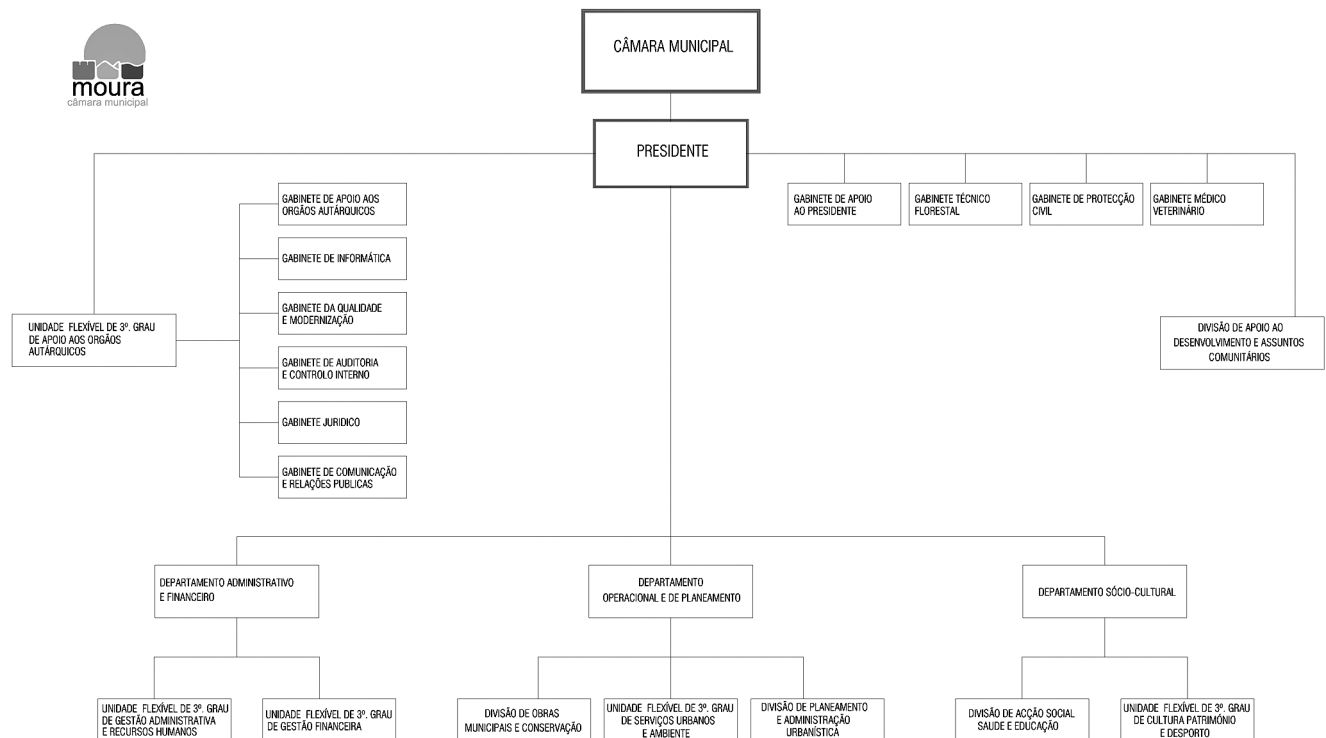 moura
câmara municipal
CÂMARA MUNICIPAL
PRESIDENTE
GABINETE DE APOIO AOS
ORGÃOS AUTÁRQUICOS
GABINETE DE INFORMÁTICA
GABINETE DA QUALIDADE
E MODERNIZAÇÃO
GABINETE DE AUDITORIA
E CONTROLO INTERNO
GABINETE JURIDICO
GABINETE DE COMUNICAÇÃO
E RELAÇÕES PUBLICAS
UNIDADE FLEXÍVEL DE 3º. GRAU
DE APOIO AOS ORGÃOS
AUTÁRQUICOS
GABINETE DE APOIO
AO PRESIDENTE
GABINETE TÉCNICO
FLORESTAL
GABINETE DE PROTECÇÃO
CIVIL
GABINETE MÉDICO
VETERINÁRIO
DIVISÃO DE APOIO AO
DESENVOLVIMENTO E ASSUNTOS
COMUNITÁRIOS
DEPARTAMENTO ADMINISTRATIVO
E FINANCEIRO
DEPARTAMENTO
OPERACIONAL E DE PLANEAMENTO
DEPARTAMENTO SÓCIO-CULTURAL
UNIDADE FLEXÍVEL DE 3º. GRAU
DE GESTÃO ADMINISTRATIVA
E RECURSOS HUMANOS
UNIDADE FLEXÍVEL DE 3º. GRAU
DE GESTÃO FINANCEIRA
DIVISÃO DE OBRAS
MUNICIPAIS E CONSERVAÇÃO
UNIDADE FLEXÍVEL DE 3º. GRAU
DE SERVIÇOS URBANOS
E AMBIENTE
DIVISÃO DE PLANEAMENTO
E ADMINISTRAÇÃO
URBANÍSTICA
DIVISÃO DE ACÇÃO SOCIAL
SAUDE E EDUCAÇÃO
UNIDADE FLEXÍVEL DE 3º. GRAU
DE CULTURA PATRIMÓNIO
E DESPORTO